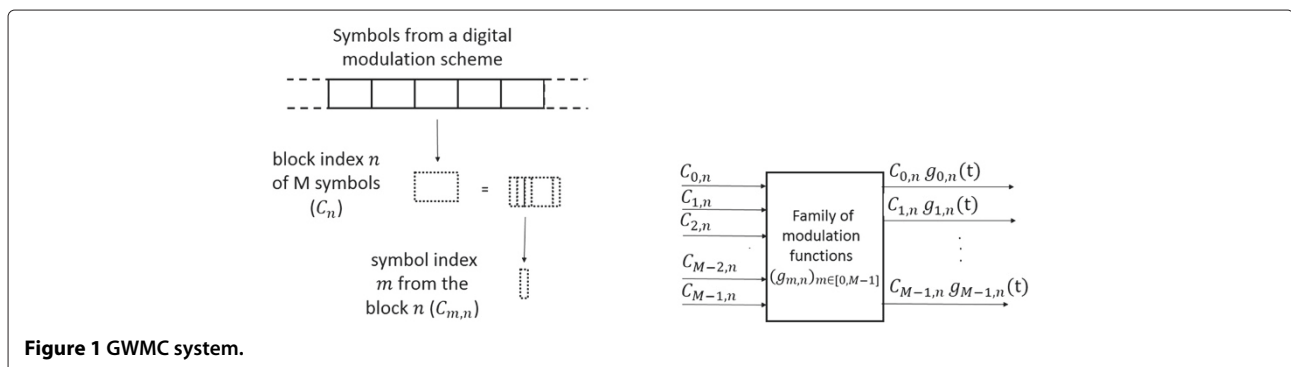 Symbols from a digital
modulation scheme
block index n
of M symbols
(C_n)
=
symbol index
m from the
block n (C_{m,n})
C_{0,n}
C_{1,n}
C_{2,n}
C_{M−2,n}
C_{M−1,n}
Family of
modulation
functions
(g_{m,n})_{m∈[0,M−1]}
C_{0,n} g_{0,n}(t)
C_{1,n} g_{1,n}(t)
⋮
C_{M−1,n} g_{M−1,n}(t)
Figure 1 GWMC system.